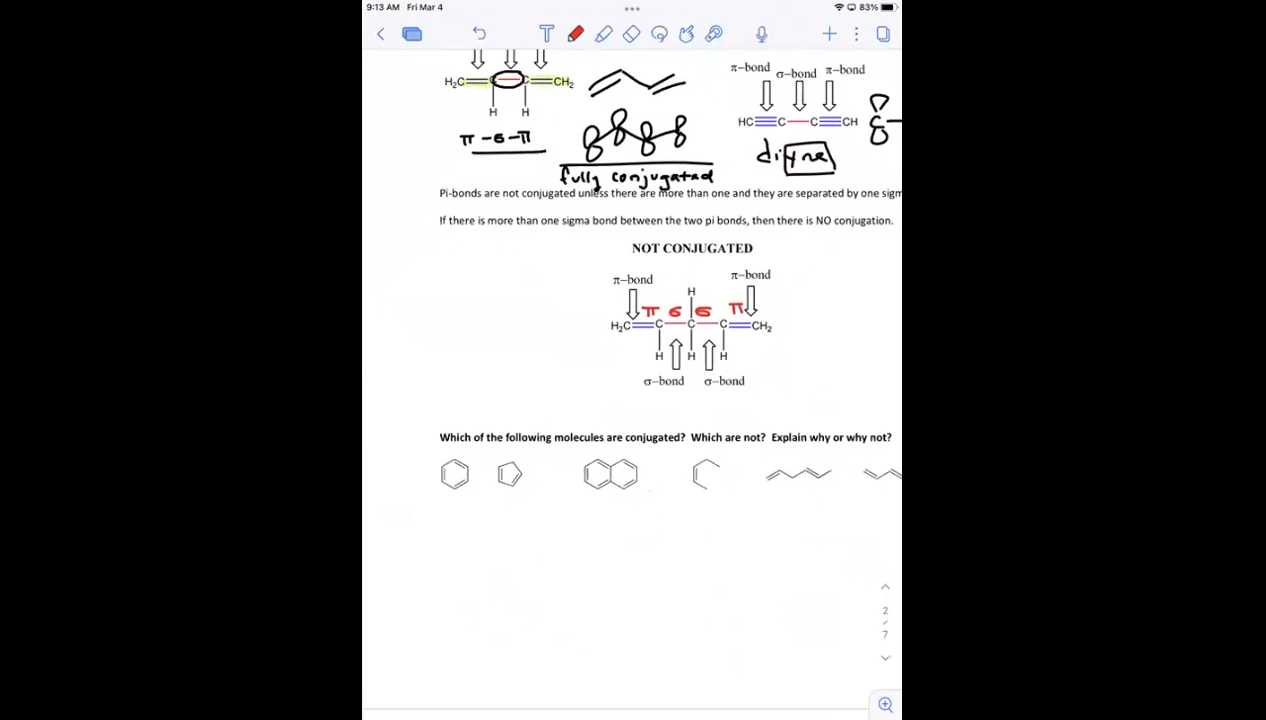 9:13 AM Fri Mar 4
83%
π–bond σ–bond π–bond
H₂C C C CH₂
H H
HC C C CH
π-σ-π
diyne
fully conjugated
Pi-bonds are not conjugated unless there are more than one and they are separated by one sigm
If there is more than one sigma bond between the two pi bonds, then there is NO conjugation.
NOT CONJUGATED
π–bond π–bond
H
π σ σ π
H₂C C C C CH₂
H H H
σ–bond σ–bond
Which of the following molecules are conjugated? Which are not? Explain why or why not?
2
/
7